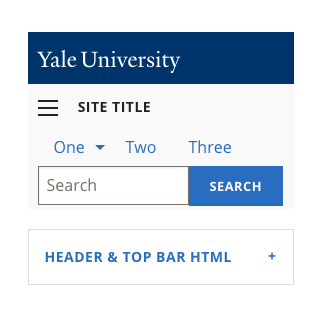 Yale University
SITE TITLE
One Two Three
Search SEARCH
HEADER & TOP BAR HTML +